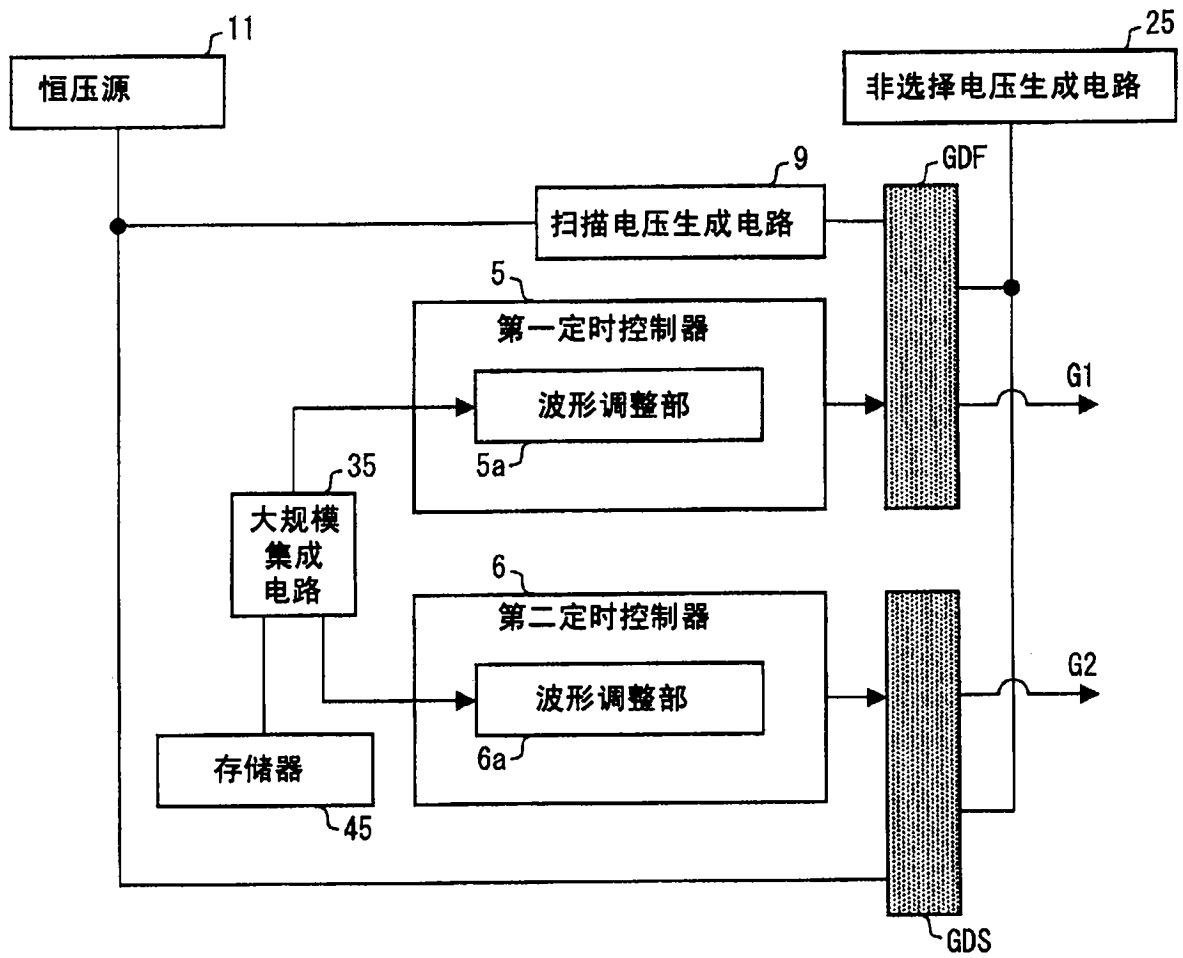 11
恒压源
25
非选择电压生成电路
GDF
9
扫描电压生成电路
5
第一定时控制器
波形调整部
5a
G1
35
大规模
集成
电路
6
第二定时控制器
波形调整部
6a
G2
存储器
45
GDS